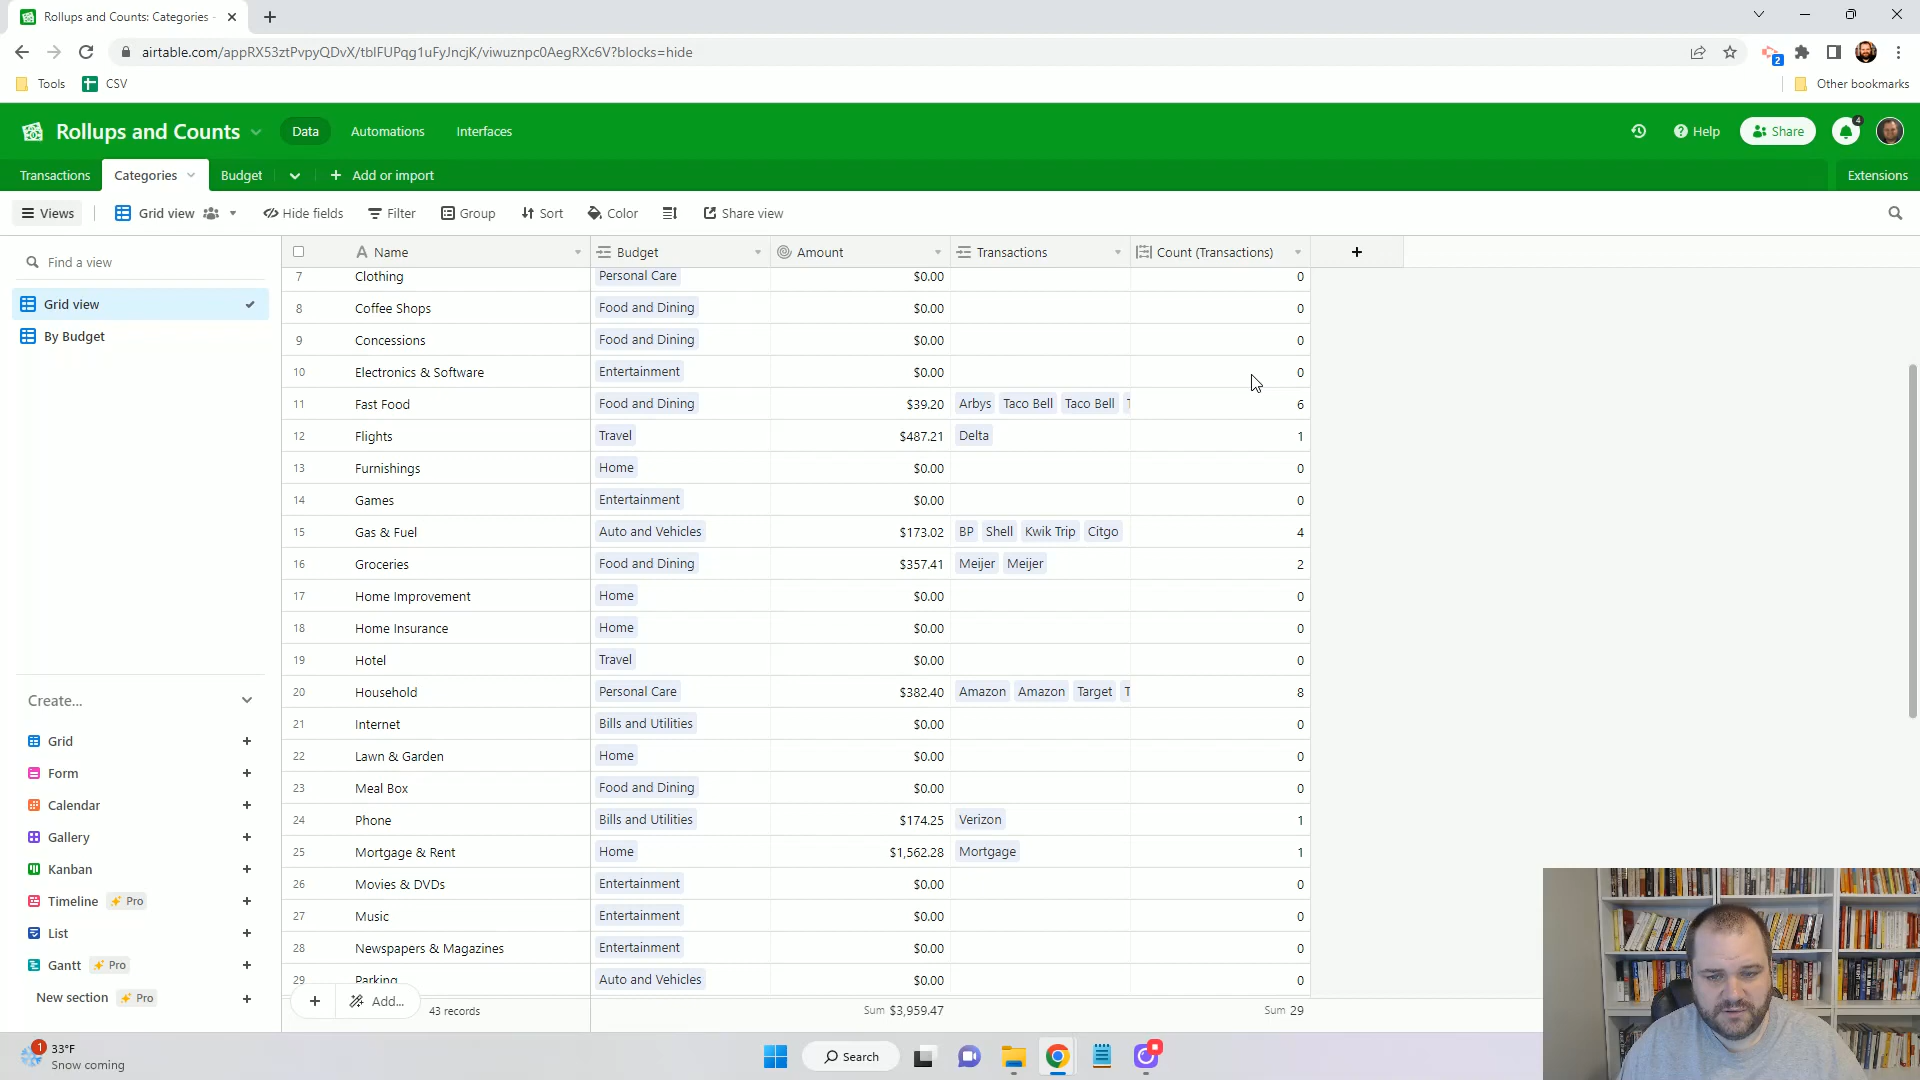 Rollups and Counts: Categories -
airtable.com/appRX53ztPvpyQDvX/tblFUPqg1uFyJncjK/viwuznpc0AegRXc6V?blocks=hide
2
Tools CSV Other bookmarks
Rollups and Counts Data Automations Interfaces Help Share 4
Transactions Categories Budget + Add or import Extensions
Views Grid view Hide fields Filter Group Sort Color Share view
Find a view
Grid view
By Budget
Create...
Grid +
Form +
Calendar +
Gallery +
Kanban +
Timeline Pro +
List +
Gantt Pro +
New section Pro +
A Name Budget Amount Transactions Count (Transactions) +
7 Clothing Personal Care $0.00 0
8 Coffee Shops Food and Dining $0.00 0
9 Concessions Food and Dining $0.00 0
10 Electronics & Software Entertainment $0.00 0
11 Fast Food Food and Dining $39.20 Arbys Taco Bell Taco Bell T 6
12 Flights Travel $487.21 Delta 1
13 Furnishings Home $0.00 0
14 Games Entertainment $0.00 0
15 Gas & Fuel Auto and Vehicles $173.02 BP Shell Kwik Trip Citgo 4
16 Groceries Food and Dining $357.41 Meijer Meijer 2
17 Home Improvement Home $0.00 0
18 Home Insurance Home $0.00 0
19 Hotel Travel $0.00 0
20 Household Personal Care $382.40 Amazon Amazon Target T 8
21 Internet Bills and Utilities $0.00 0
22 Lawn & Garden Home $0.00 0
23 Meal Box Food and Dining $0.00 0
24 Phone Bills and Utilities $174.25 Verizon 1
25 Mortgage & Rent Home $1,562.28 Mortgage 1
26 Movies & DVDs Entertainment $0.00 0
27 Music Entertainment $0.00 0
28 Newspapers & Magazines Entertainment $0.00 0
29 Parking Auto and Vehicles $0.00 0
+ Add... 43 records Sum $3,959.47 Sum 29
1 33°F
Snow coming
Search